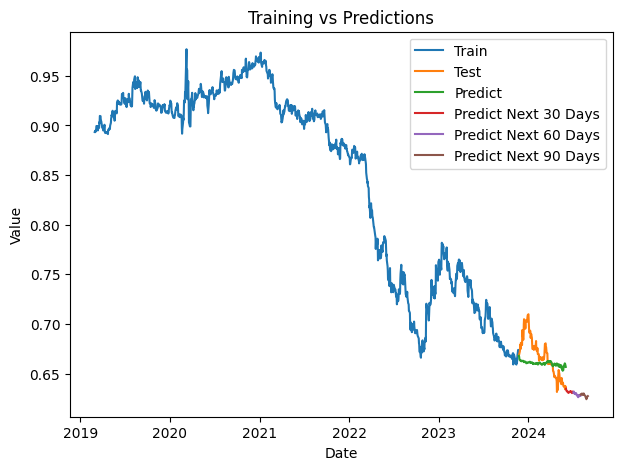 Training vs Predictions
Train
Test
Predict
Predict Next 30 Days
Predict Next 60 Days
Predict Next 90 Days
Value
0.95
0.90
0.85
0.80
0.75
0.70
0.65
2019
2020
2021
2022
2023
2024
Date